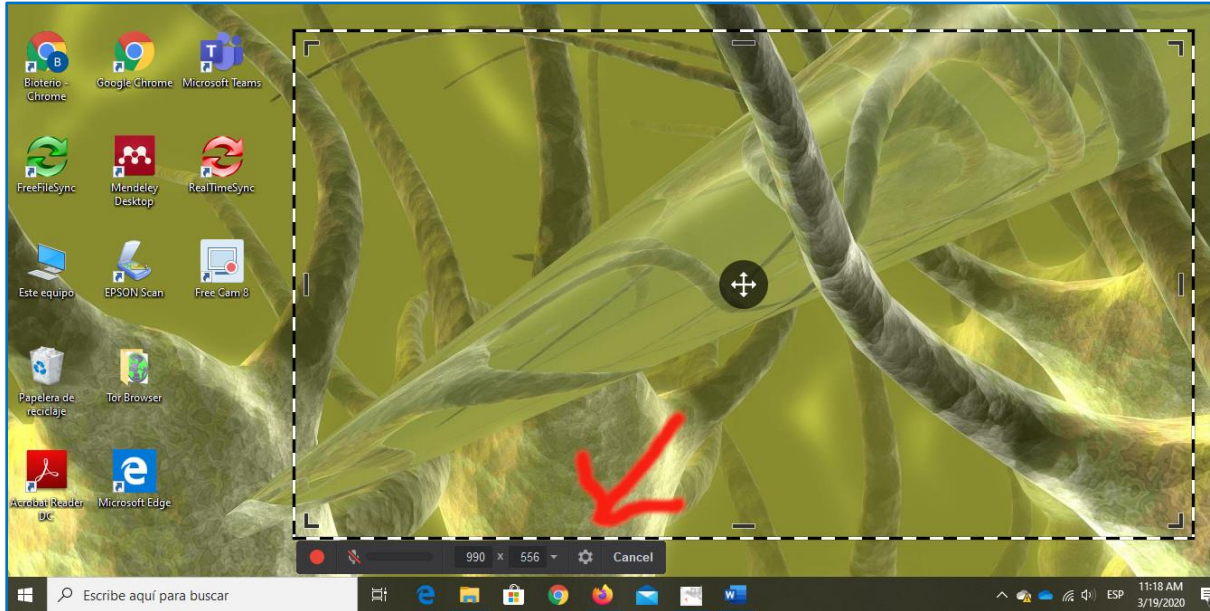 Bioterio -
Chrome
Google Chrome
Microsoft Teams
FreeFileSync
Mendeley
Desktop
RealTimeSync
Este equipo
EPSON Scan
Free Cam 8
Papelera de
reciclaje
Tor Browser
Acrobat Reader
DC
Microsoft Edge
990 x 556 Cancel
Escribe aquí para buscar
ESP
11:18 AM
3/19/2020